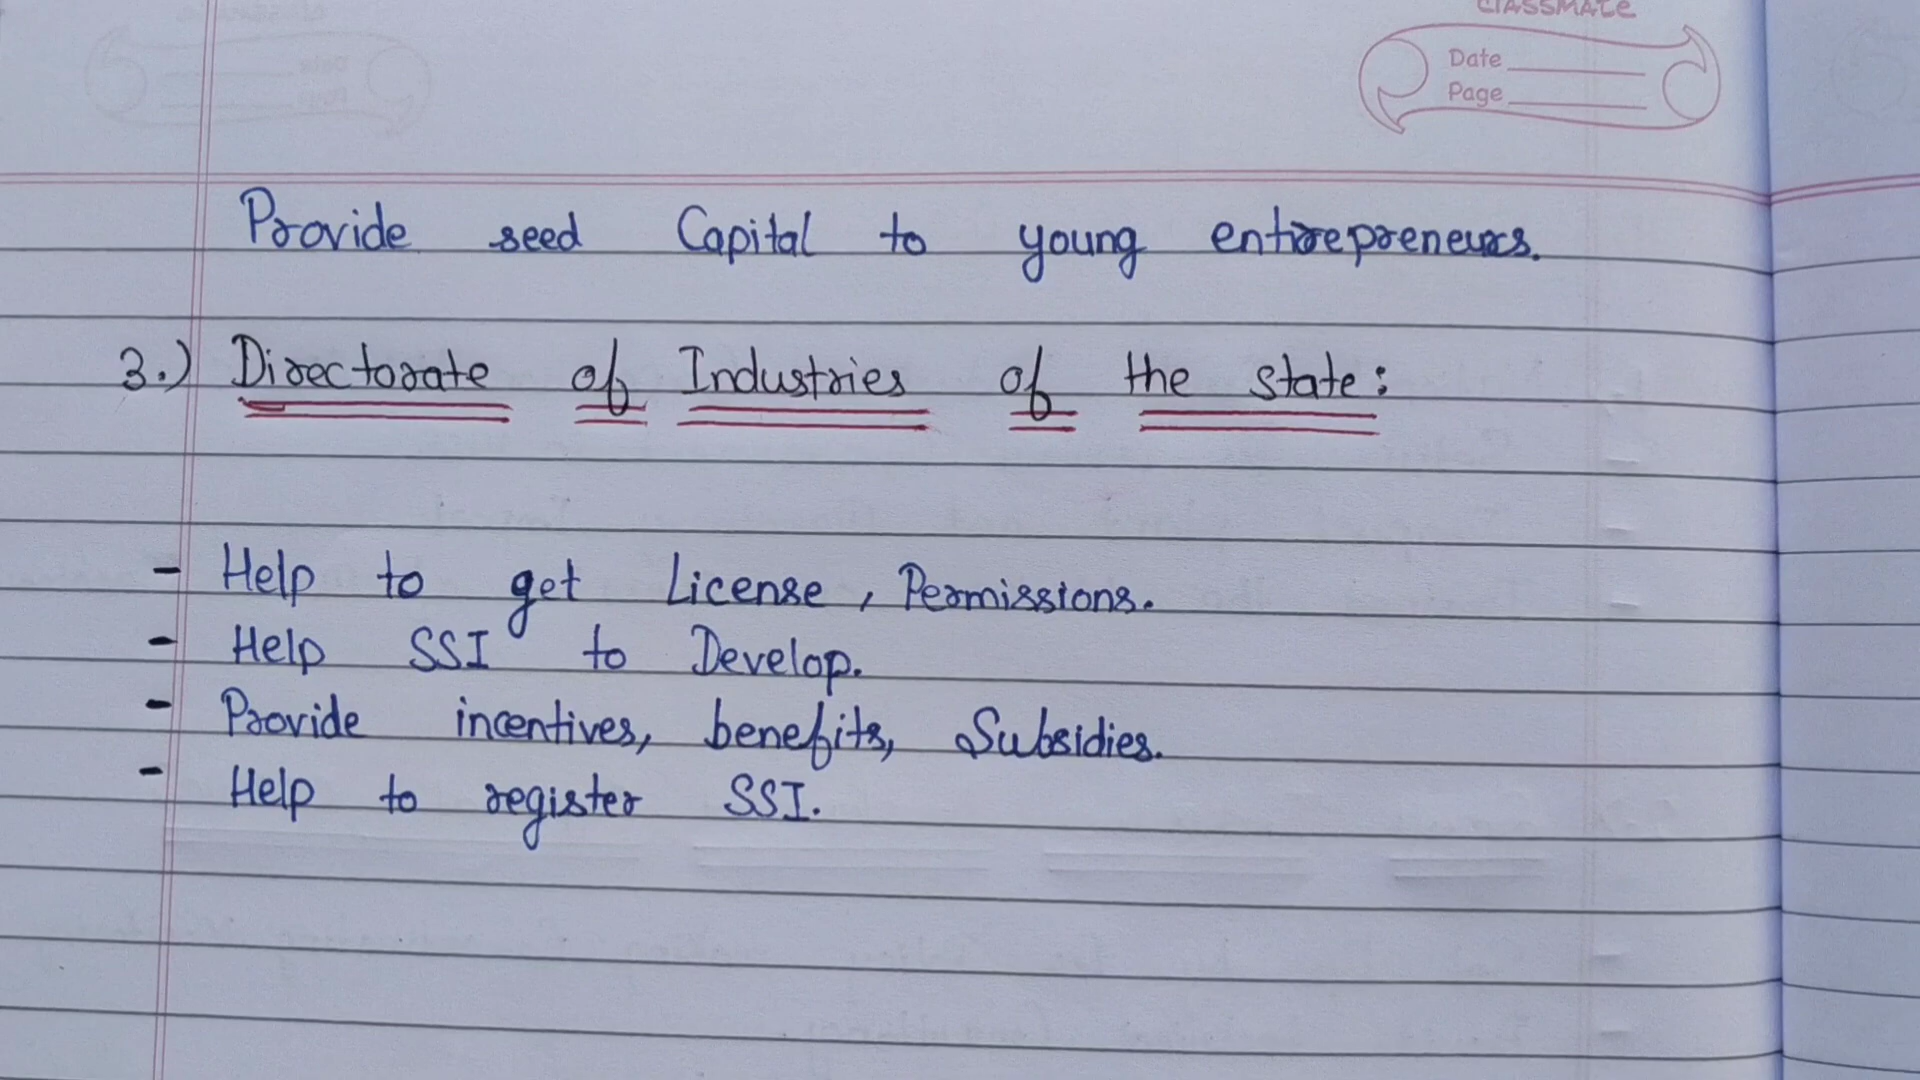 classmate
Date
Page
Provide seed Capital to young entrepreneurs.
3.) Directorate of Industries of the state:
- Help to get License, Permissions.
- Help SSI to Develop.
- Provide incentives, benefits, Subsidies.
- Help to register SSI.